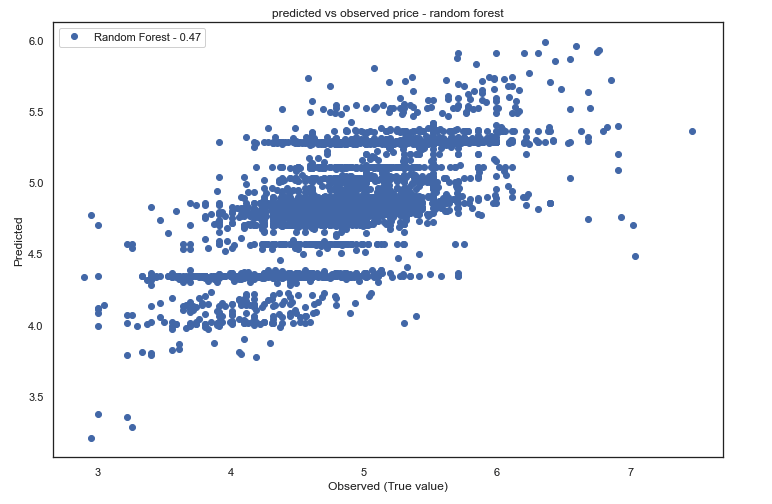 predicted vs observed price - random forest
Random Forest - 0.47
6.0
5.5
5.0
4.5
4.0
3.5
Predicted
3 4 5 6 7
Observed (True value)